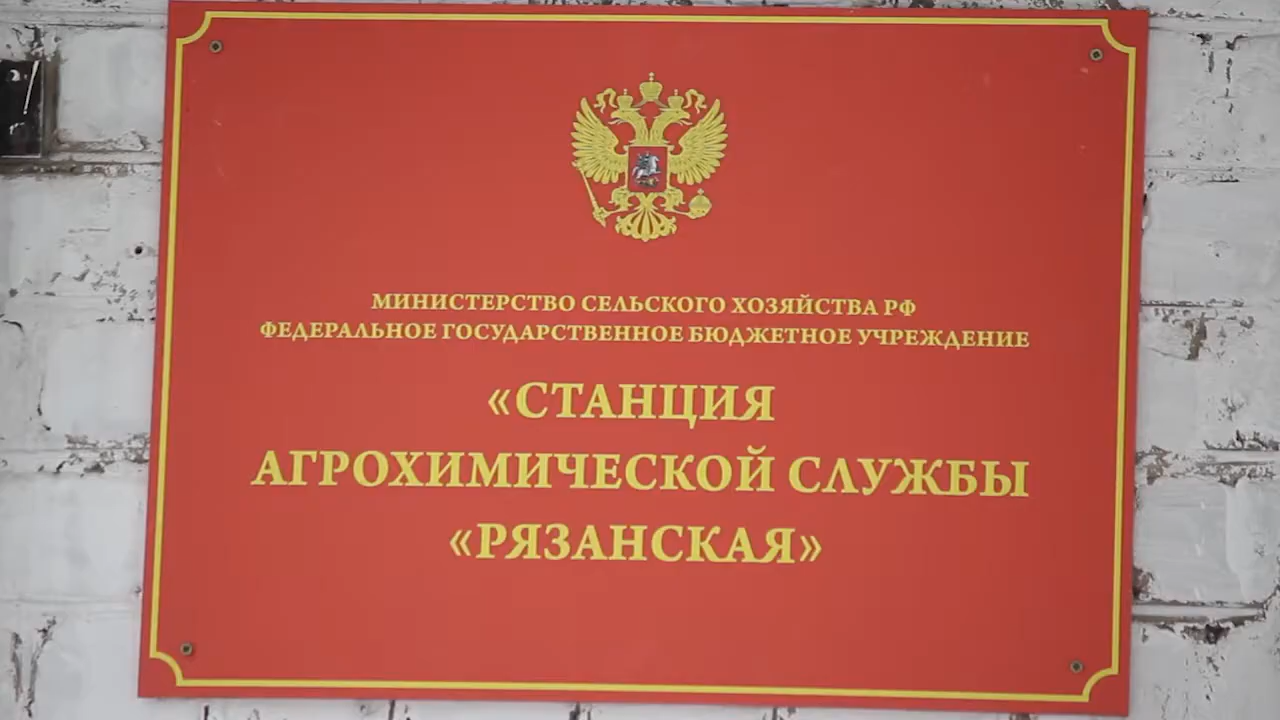 МИНИСТЕРСТВО СЕЛЬСКОГО ХОЗЯЙСТВА РФ
ФЕДЕРАЛЬНОЕ ГОСУДАРСТВЕННОЕ БЮДЖЕТНОЕ УЧРЕЖДЕНИЕ
«СТАНЦИЯ
АГРОХИМИЧЕСКОЙ СЛУЖБЫ
«РЯЗАНСКАЯ»